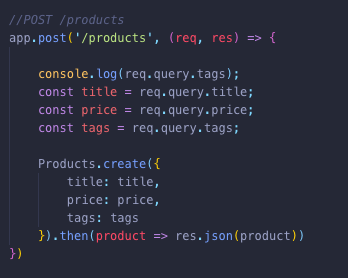 //POST /products
app.post('/products', (req, res) => {
console.log(req.query.tags);
const title = req.query.title;
const price = req.query.price;
const tags = req.query.tags;
Products.create({
title: title,
price: price,
tags: tags
}).then(product => res.json(product))
})